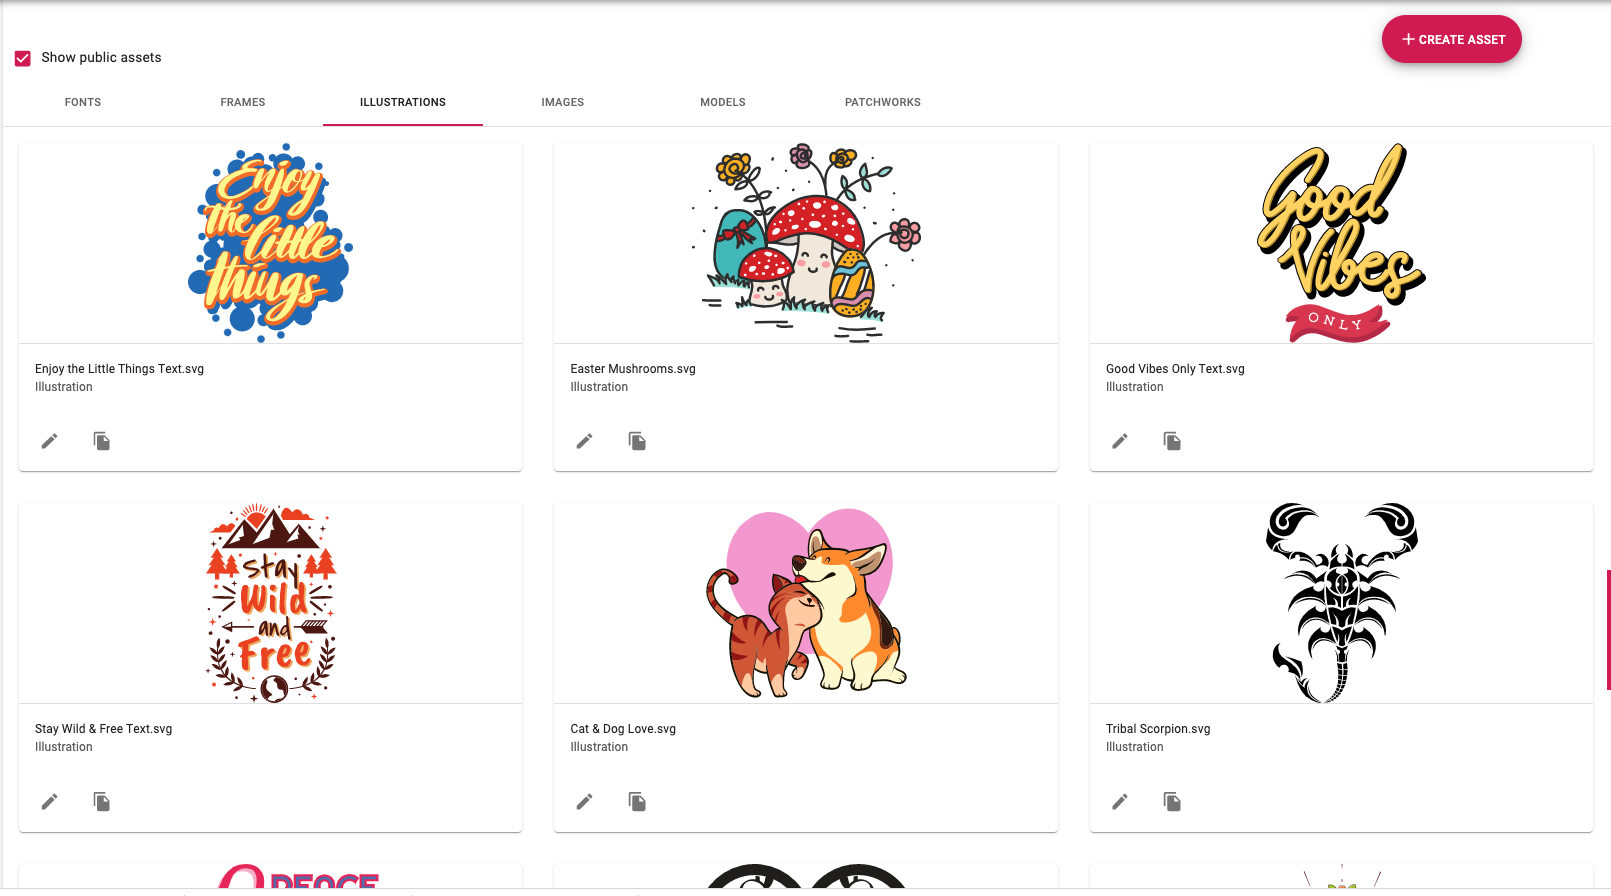 Show public assets
CREATE ASSET
FONTS
FRAMES
ILLUSTRATIONS
IMAGES
MODELS
PATCHWORKS
Enjoy
the
little
things
Good
Vibes
ONLY
Enjoy the Little Things Text.svg
Illustration
Easter Mushrooms.svg
Illustration
Good Vibes Only Text.svg
Illustration
Stay
Wild
and
Free
Stay Wild & Free Text.svg
Illustration
Cat & Dog Love.svg
Illustration
Tribal Scorpion.svg
Illustration
PEACE